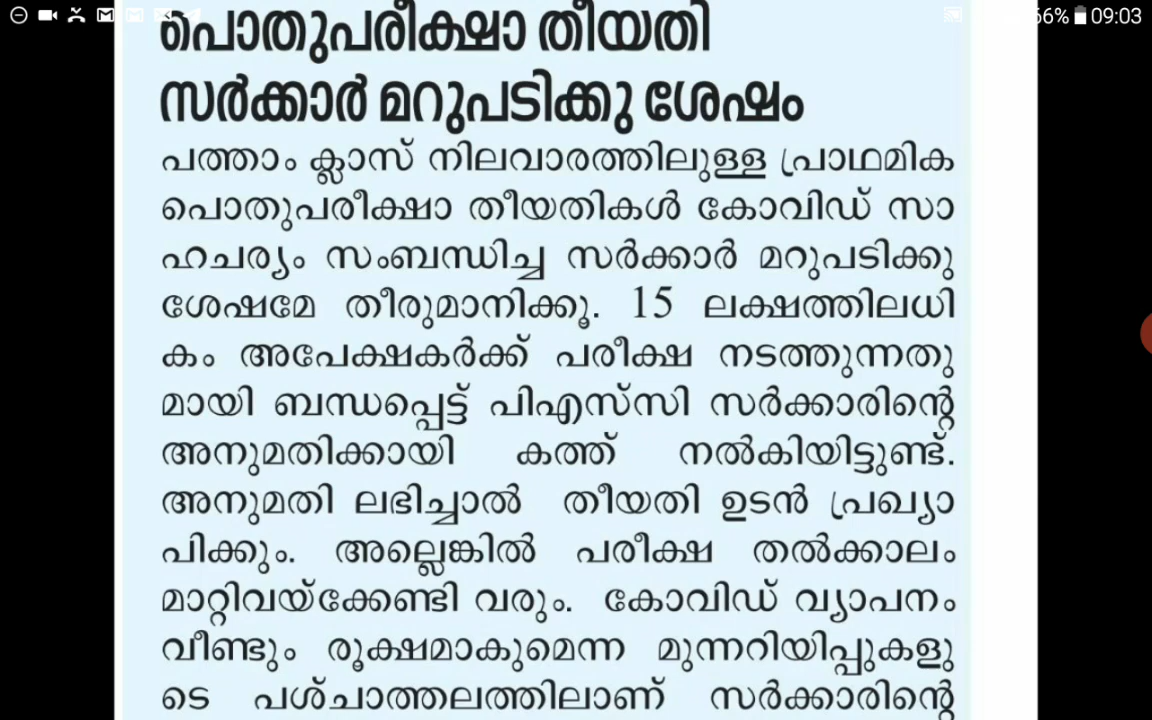 66% 09:03
പൊതുപരീക്ഷാ തീയതി
സർക്കാർ മറുപടിക്കു ശേഷം
പത്താം ക്ലാസ് നിലവാരത്തിലുള്ള പ്രാഥമിക
പൊതുപരീക്ഷാ തീയതികൾ കോവിഡ് സാ
ഹചര്യം സംബന്ധിച്ച സർക്കാർ മറുപടിക്കു
ശേഷമേ തീരുമാനിക്കൂ. 15 ലക്ഷത്തിലധി
കം അപേക്ഷകർക്ക് പരീക്ഷ നടത്തുന്നതു
മായി ബന്ധപ്പെട്ട് പിഎസ്‌സി സർക്കാരിന്റെ
അനുമതിക്കായി കത്ത് നൽകിയിട്ടുണ്ട്.
അനുമതി ലഭിച്ചാൽ തീയതി ഉടൻ പ്രഖ്യാ
പിക്കും. അല്ലെങ്കിൽ പരീക്ഷ തൽക്കാലം
മാറ്റിവയ്ക്കേണ്ടി വരും. കോവിഡ് വ്യാപനം
വീണ്ടും രൂക്ഷമാകുമെന്ന മുന്നറിയിപ്പുകളു
ടെ പശ്ചാത്തലത്തിലാണ് സർക്കാരിന്റെ